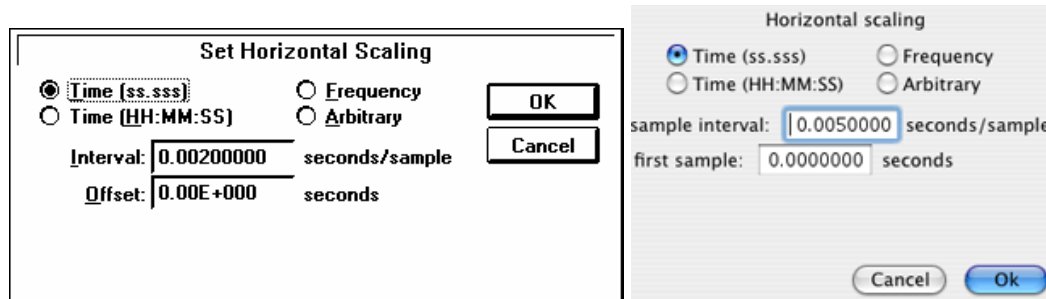 Set Horizontal Scaling
Time (ss.sss)
Frequency
Time (HH:MM:SS)
Arbitrary
OK
Cancel
Interval: 0.00200000 seconds/sample
Offset: 0.00E+000 seconds
Horizontal scaling
Time (ss.sss)
Frequency
Time (HH:MM:SS)
Arbitrary
sample interval: 0.0050000 seconds/sample
first sample: 0.0000000 seconds
Cancel
Ok